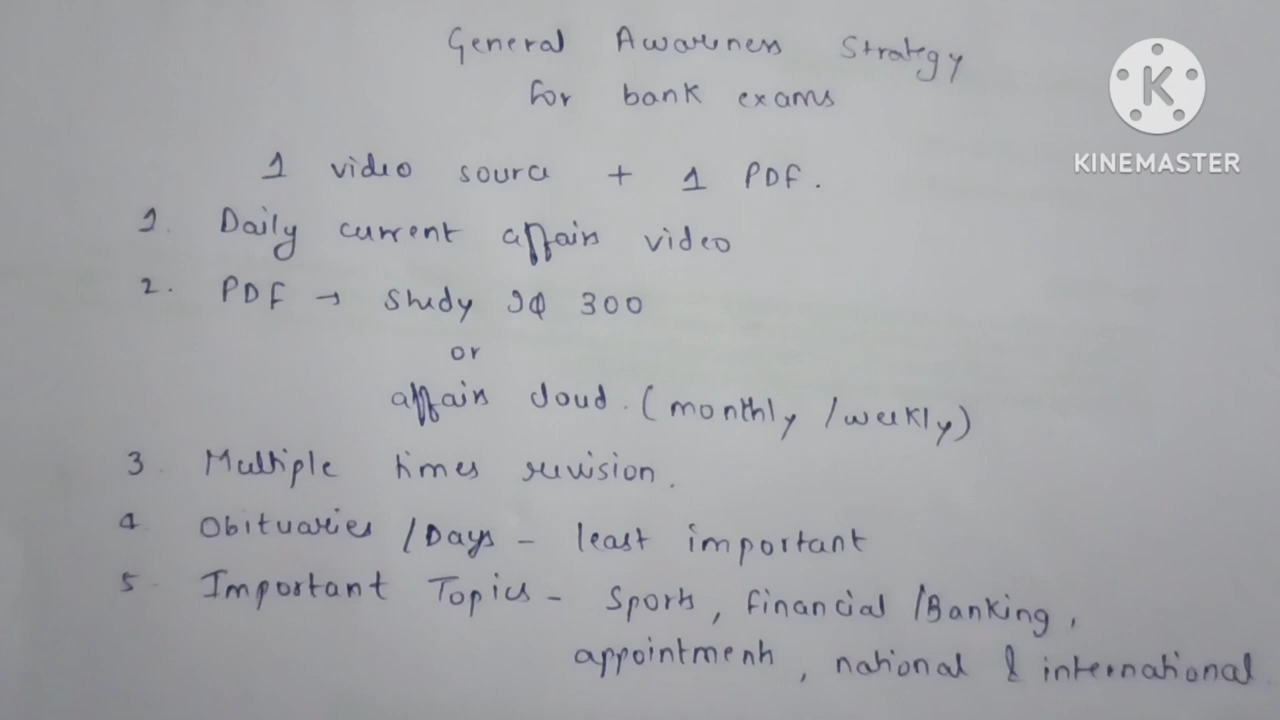 General Awareness Strategy
for bank exams
K
KINEMASTER
1 video source + 1 PDF.
1. Daily current affairs video
2. PDF → Study IQ 300
or
affairs cloud. (monthly /weekly)
3. Multiple times revision.
4. Obituaries /Days - least important
5. Important Topics - Sports, financial /Banking,
appointment, national & international